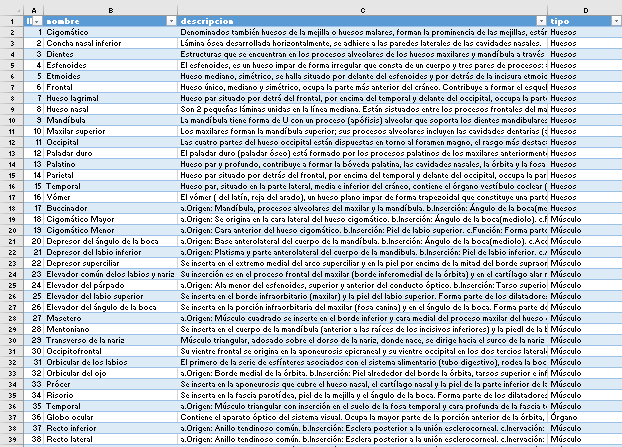 A B C D
1 nombre descripcion tipo
2 1 Cigomático Denominados también huesos de la mejilla o huesos malares, forman la prominencia de las mejillas, Huesos
3 2 Concha nasal inferior Lámina ósea desarrollada horizontalmente, se adhiere a las paredes laterales de las cavidades nasales. Huesos
4 3 Dientes Estructuras que se encuentran en los procesos alveolares de los huesos maxilares y mandíbula a través Huesos
5 4 Esfenoides El esfenoides, es un hueso impar de forma irregular que consta de un cuerpo y tres pares de procesos: Huesos
6 5 Etmoides Hueso mediano, simétrico, se halla situado por delante del esfenoides y por detrás de la incisura Huesos
7 6 Frontal Hueso único, mediano y simétrico, ocupa la parte más anterior del cráneo. Contribuye a formar el Huesos
8 7 Hueso lagrimal Hueso par situado por detrás del frontal, por encima del temporal y delante del occipital, ocupa la Huesos
9 8 Hueso nasal Son 2 pequeñas láminas unidas en la línea mediana. Están sistuados entre los procesos frontales del Huesos
10 9 Mandíbula La mandíbula tiene forma de U con un proceso (apófisis) alveolar que soporta los dientes mandibulares Huesos
11 10 Maxilar superior Los maxilares forman la mandíbula superior; sus procesos alveolares incluyen las cavidades dentarias Huesos
12 11 Occipital Las cuatro partes del hueso occipital están dispuestas en torno al foramen magno, el rasgo más Huesos
13 12 Paladar duro El paladar duro (paladar óseo) está formado por los procesos palatinos de los maxilares Huesos
14 13 Palatino Hueso par y profundo, contribuye a formar la bóveda palatina, las cavidades nasales, la órbita y la fosa Huesos
15 14 Parietal Hueso par situado por detrás del frontal, por encima del temporal y delante del occipital, ocupa la Huesos
16 15 Temporal Hueso par, situado en la parte lateral, media e inferior del cráneo, contiene el órgano vestíbulo coclear Huesos
17 16 Vómer El vómer ( del latín, reja del arado), un hueso plano impar de forma trapezoidal que constituye una Huesos
18 17 Buccinador a.Origen: Mandíbula, procesos alveolares del maxilar y la mandíbula. b.Inserción: Ángulo de la Músculo
19 18 Cigomático Mayor a.Origen: Se origina en la cara lateral del hueso cigomático. b.Inserción: Ángulo de la boca(mediolo). Músculo
20 19 Cigomático Menor a.Origen: Cara anterior del hueso cigomático. b.Inserción: Piel de labio superior. c.Función: Forma Músculo
21 20 Depresor del ángulo de la boca a.Origen: Base anterolateral del cuerpo de la mandíbula. b.Inserción: Ángulo de la boca(mediolo). Músculo
22 21 Depresor del labio inferior a.Origen: Platisma y parte anterolateral del cuerpo de la mandíbula. b.Inserción: Piel de labio inferior. Músculo
23 22 Depresor superciliar Se inserta en el extremo medial del arco superciliar y en la piel por encima de la mitad del borde Músculo
24 23 Elevador común delos labios y nariz Su inserción es en el proceso frontal del maxilar (borde inferomedial de la órbita) y en el cartílago alar Músculo
25 24 Elevador del párpado a.Origen: Ala menor del esfenoides, superior y anterior del conducto óptico. b.Inserción: Tarso Músculo
26 25 Elevador del labio superior Se inserta en el borde infraorbitario (maxilar) y la piel del labio superior. Forma parte de los Músculo
27 26 Elevador del ángulo de la boca Se inserta en la porción infraorbitaria del maxilar (fosa canina) y en el ángulo de la boca. Forma parte Músculo
28 27 Masetero a.Origen: Músculo cuadrado se inserta en el borde inferior y cara medial del proceso maxilar del hueso Músculo
29 28 Mentoniano Se inserta en el cuerpo de la mandíbula (anterior a las raíces de los incisivos inferiores) y la piedl de la Músculo
30 29 Transverso de la nariz Músculo triangular, adosado sobre el dorso de la nariz, donde nace, se dirige hacia el surco de la nariz Músculo
31 30 Occipitofrontal Su vientre frontal se origina en la aponeurosis epicraneal y su vientre occipital en los dos tercios Músculo
32 31 Orbicular de los labios El primero de la serie de esfínteres asociados con el sistema alimentario (tubo digestivo), rodea la Músculo
33 32 Orbicular del ojo a.Origen: Borde medial de la órbita. b.Inserción: Piel alrededor del borde la órbita, tarsos superior e Músculo
34 33 Prócer Se inserta en la aponeurosis que cubre el hueso nasal, el cartílago nasal y la piel de la parte inferior de Músculo
35 34 Risorio Se inserta en la fascia parotídea, piel de la mejilla y el ángulo de la boca. Forma parte de los Músculo
36 35 Temporal a.Origen: Músculo triangular con inserción en el suelo de la fosa temporal y cara profunda de la fascia Músculo
37 36 Globo ocular Contiene el aparato óptico del sistema visual. Ocupa la mayor parte de la porción anterior de la órbita, Órgano
38 37 Recto inferior a.Origen: Anillo tendinoso común. b.Inserción: Esclera posterior a la unión esclerocorneal. Músculo
39 38 Recto lateral a.Origen: Anillo tendinoso común. b.Inserción: Esclera posterior a la unión esclerocorneal. Músculo